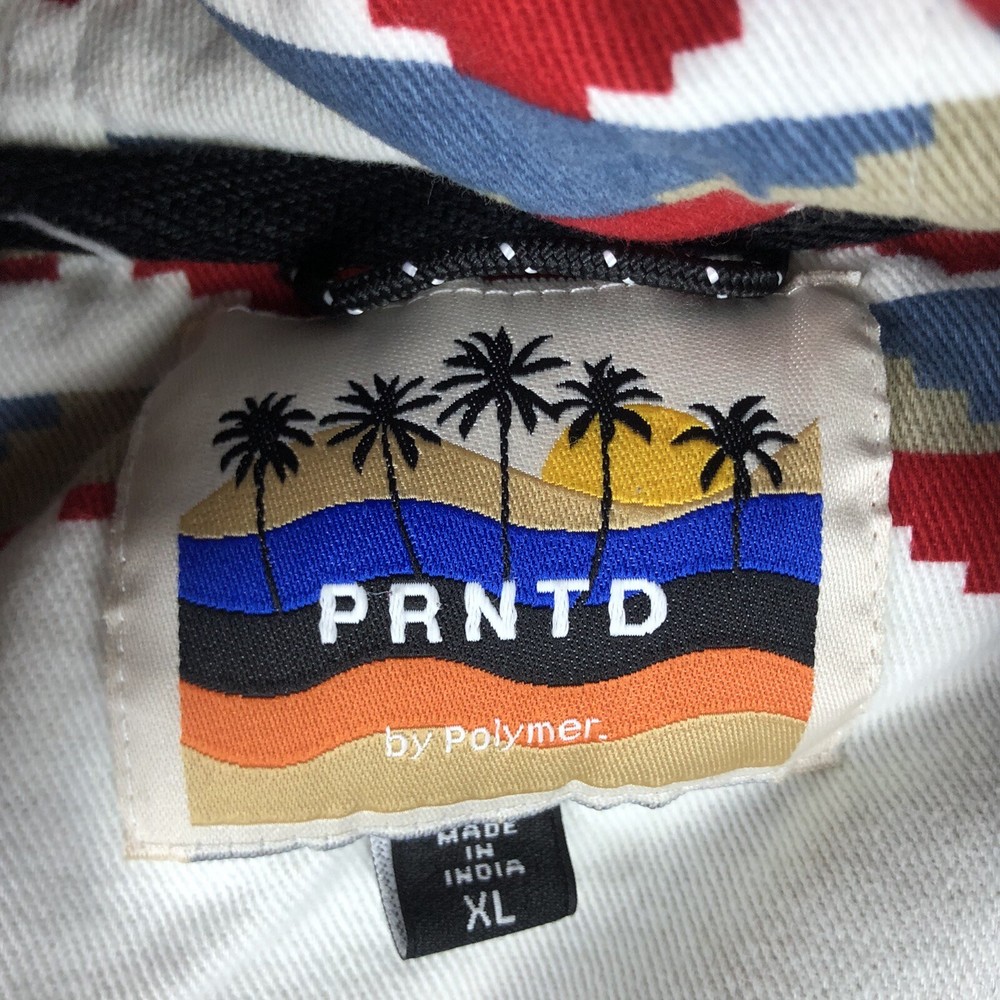 PRNTD
by Polymer.
MADE
IN
INDIA
XL